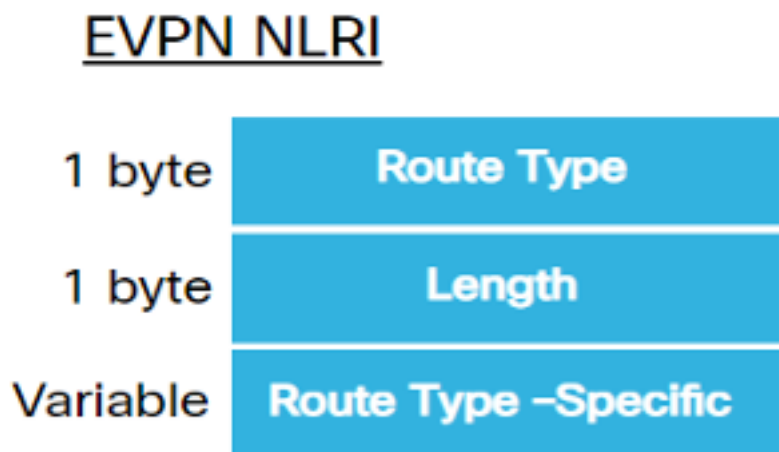 EVPN NLRI
1 byte Route Type
1 byte Length
Variable Route Type -Specific